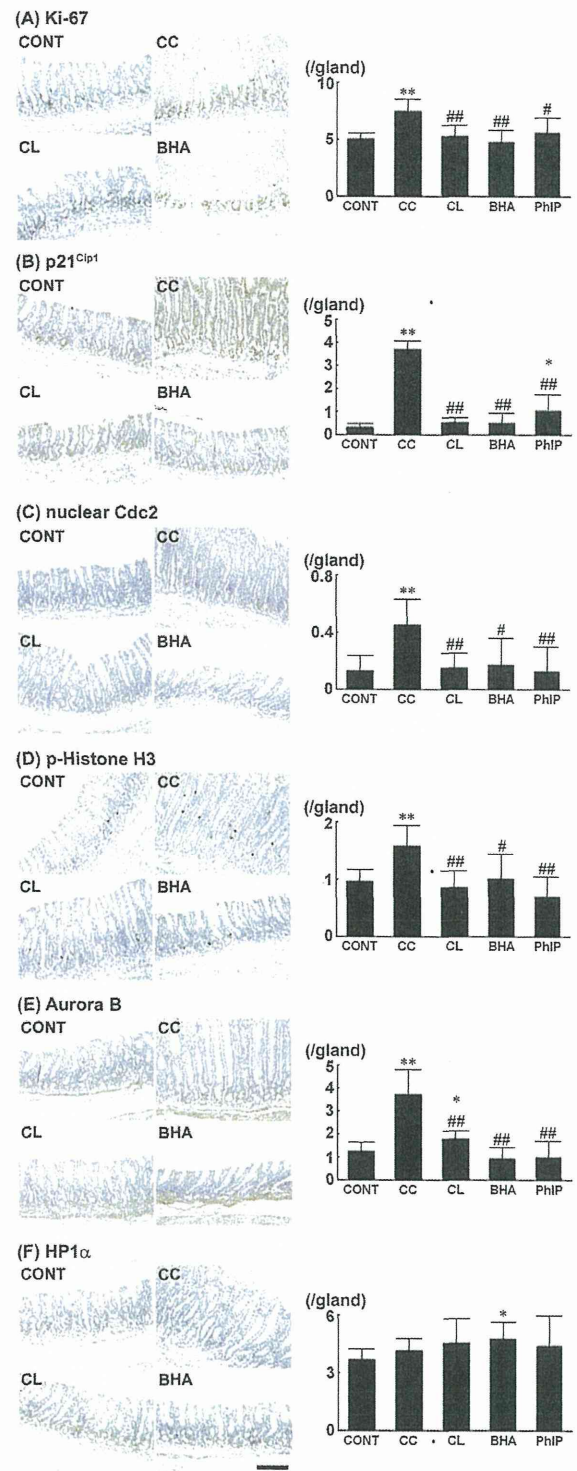 (A) Ki-67
CONT CC
CL BHA
(/gland)
10
5
0
** ## ## #
CONT CC CL BHA PhIP
(B) p21Cip1
CONT CC
CL BHA
(/gland)
5
4
3
2
1
0
** ## ## * ##
CONT CC CL BHA PhIP
(C) nuclear Cdc2
CONT CC
CL BHA
(/gland)
0.8
0.4
0
** ## # ##
CONT CC CL BHA PhIP
(D) p-Histone H3
CONT CC
CL BHA
(/gland)
2
1
0
** ## # ##
CONT CC CL BHA PhIP
(E) Aurora B
CONT CC
CL BHA
(/gland)
5
4
3
2
1
0
** * ## ## ##
CONT CC CL BHA PhIP
(F) HP1α
CONT CC
CL BHA
(/gland)
6
3
0
*
CONT CC CL BHA PhIP